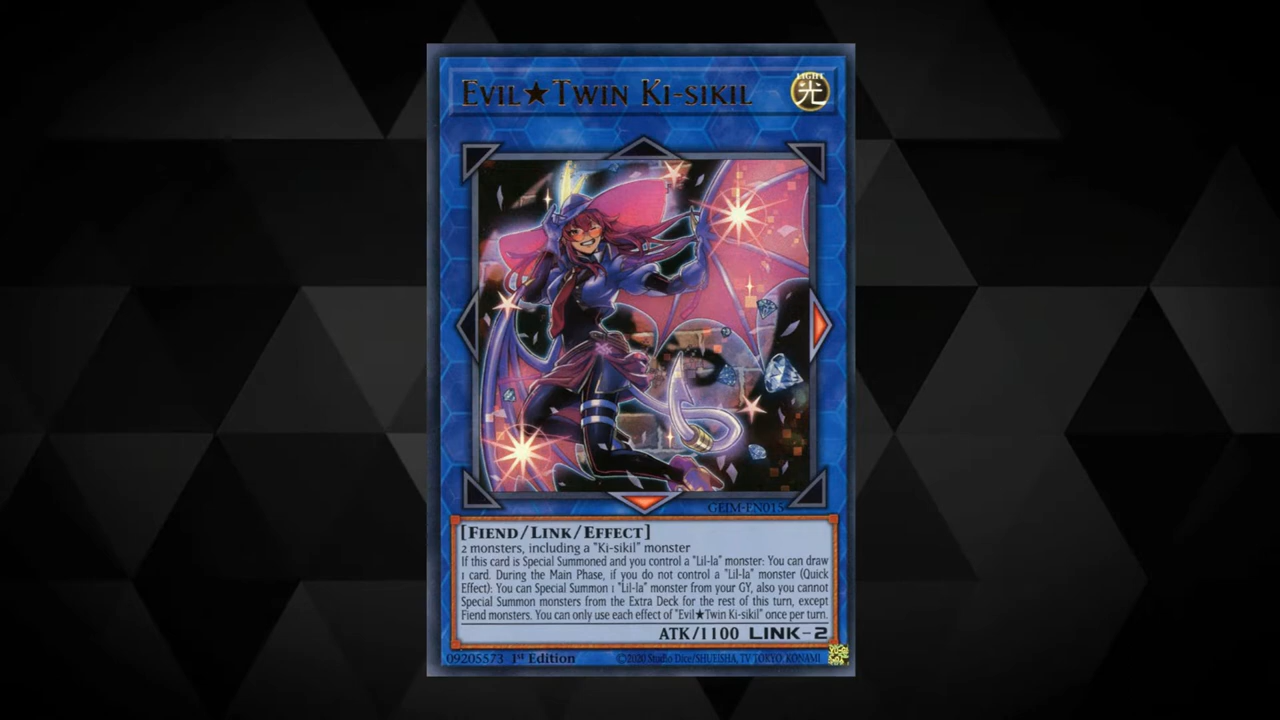 Evil★Twin Ki-sikil
LIGHT
光
GEIM-EN015
[Fiend/Link/Effect]
2 monsters, including a "Ki-sikil" monster
If this card is Special Summoned and you control a "Lil-la" monster: You can draw
1 card. During the Main Phase, if you do not control a "Lil-la" monster (Quick
Effect): You can Special Summon 1 "Lil-la" monster from your GY, also you cannot
Special Summon monsters from the Extra Deck for the rest of this turn, except
Fiend monsters. You can only use each effect of "Evil★Twin Ki-sikil" once per turn.
ATK/1100 LINK-2
09205573 1st Edition ©2020 Studio Dice/SHUEISHA, TV TOKYO, KONAMI